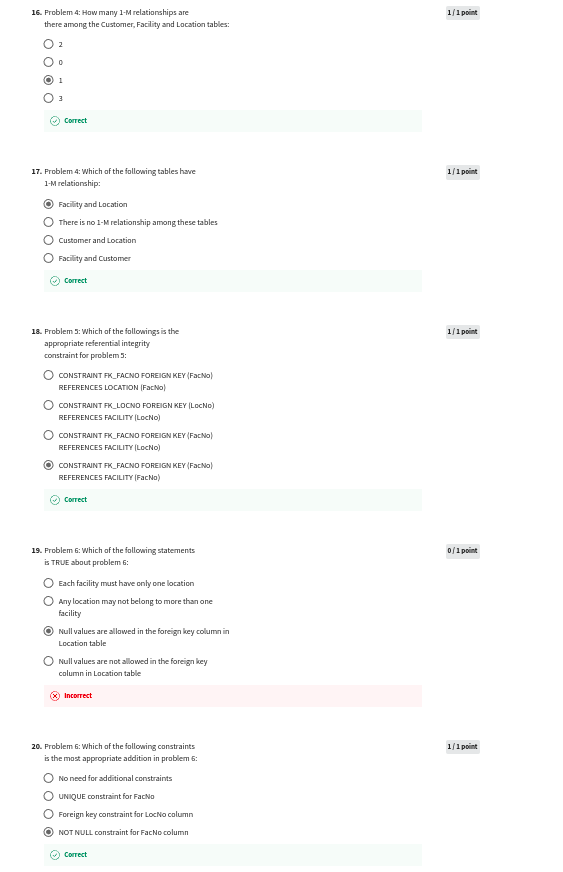 16. Problem 4: How many 1-M relationships are
there among the Customer, Facility and Location tables:
1 / 1 point
2
0
1
3
Correct
17. Problem 4: Which of the following tables have
1-M relationship:
1 / 1 point
Facility and Location
There is no 1-M relationship among these tables
Customer and Location
Facility and Customer
Correct
18. Problem 5: Which of the followings is the
appropriate referential integrity
constraint for problem 5:
1 / 1 point
CONSTRAINT FK_FACNO FOREIGN KEY (FacNo)
REFERENCES LOCATION (FacNo)
CONSTRAINT FK_LOCNO FOREIGN KEY (LocNo)
REFERENCES FACILITY (LocNo)
CONSTRAINT FK_FACNO FOREIGN KEY (FacNo)
REFERENCES FACILITY (LocNo)
CONSTRAINT FK_FACNO FOREIGN KEY (FacNo)
REFERENCES FACILITY (FacNo)
Correct
19. Problem 6: Which of the following statements
is TRUE about problem 6:
0 / 1 point
Each facility must have only one location
Any location may not belong to more than one
facility
Null values are allowed in the foreign key column in
Location table
Null values are not allowed in the foreign key
column in Location table
Incorrect
20. Problem 6: Which of the following constraints
is the most appropriate addition in problem 6:
1 / 1 point
No need for additional constraints
UNIQUE constraint for FacNo
Foreign key constraint for LocNo column
NOT NULL constraint for FacNo column
Correct